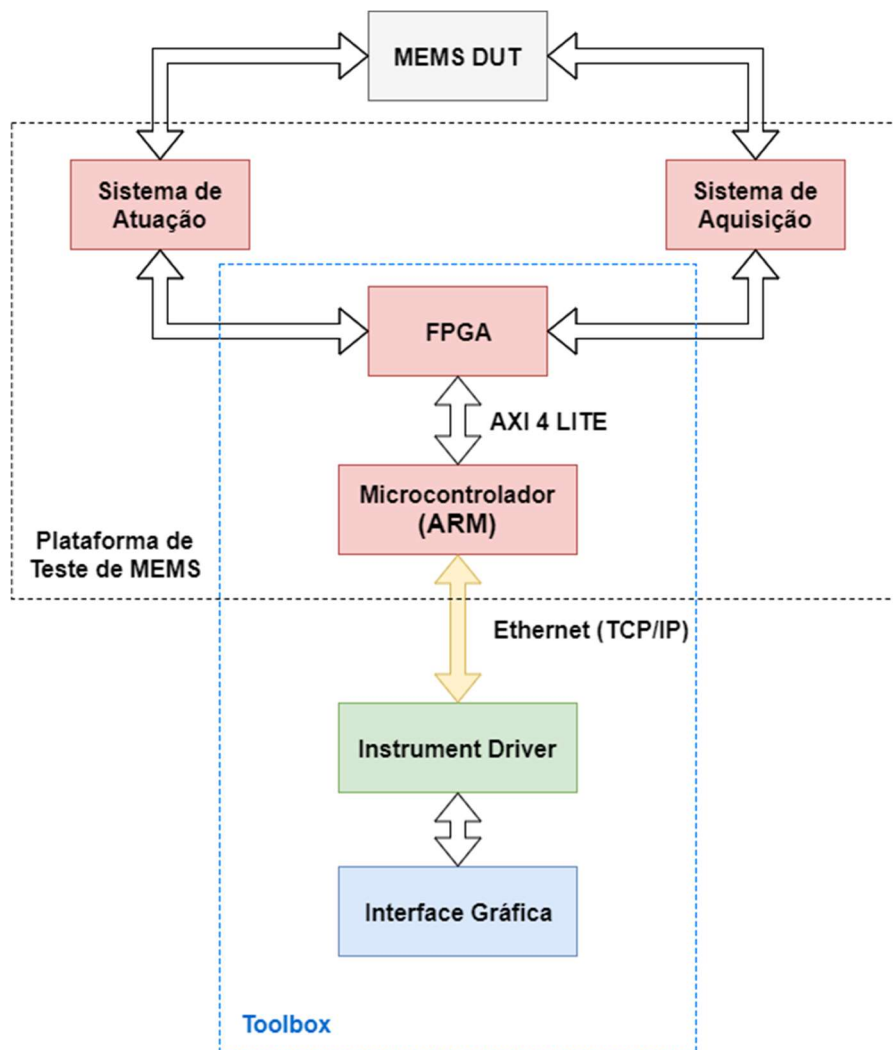 MEMS DUT
Sistema de
Atuação
Sistema de
Aquisição
FPGA
AXI 4 LITE
Microcontrolador
(ARM)
Plataforma de
Teste de MEMS
Ethernet (TCP/IP)
Instrument Driver
Interface Gráfica
Toolbox